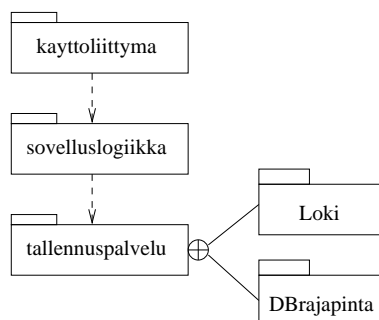 kayttoliittyma
sovelluslogiikka
tallennuspalvelu
Loki
DBrajapinta